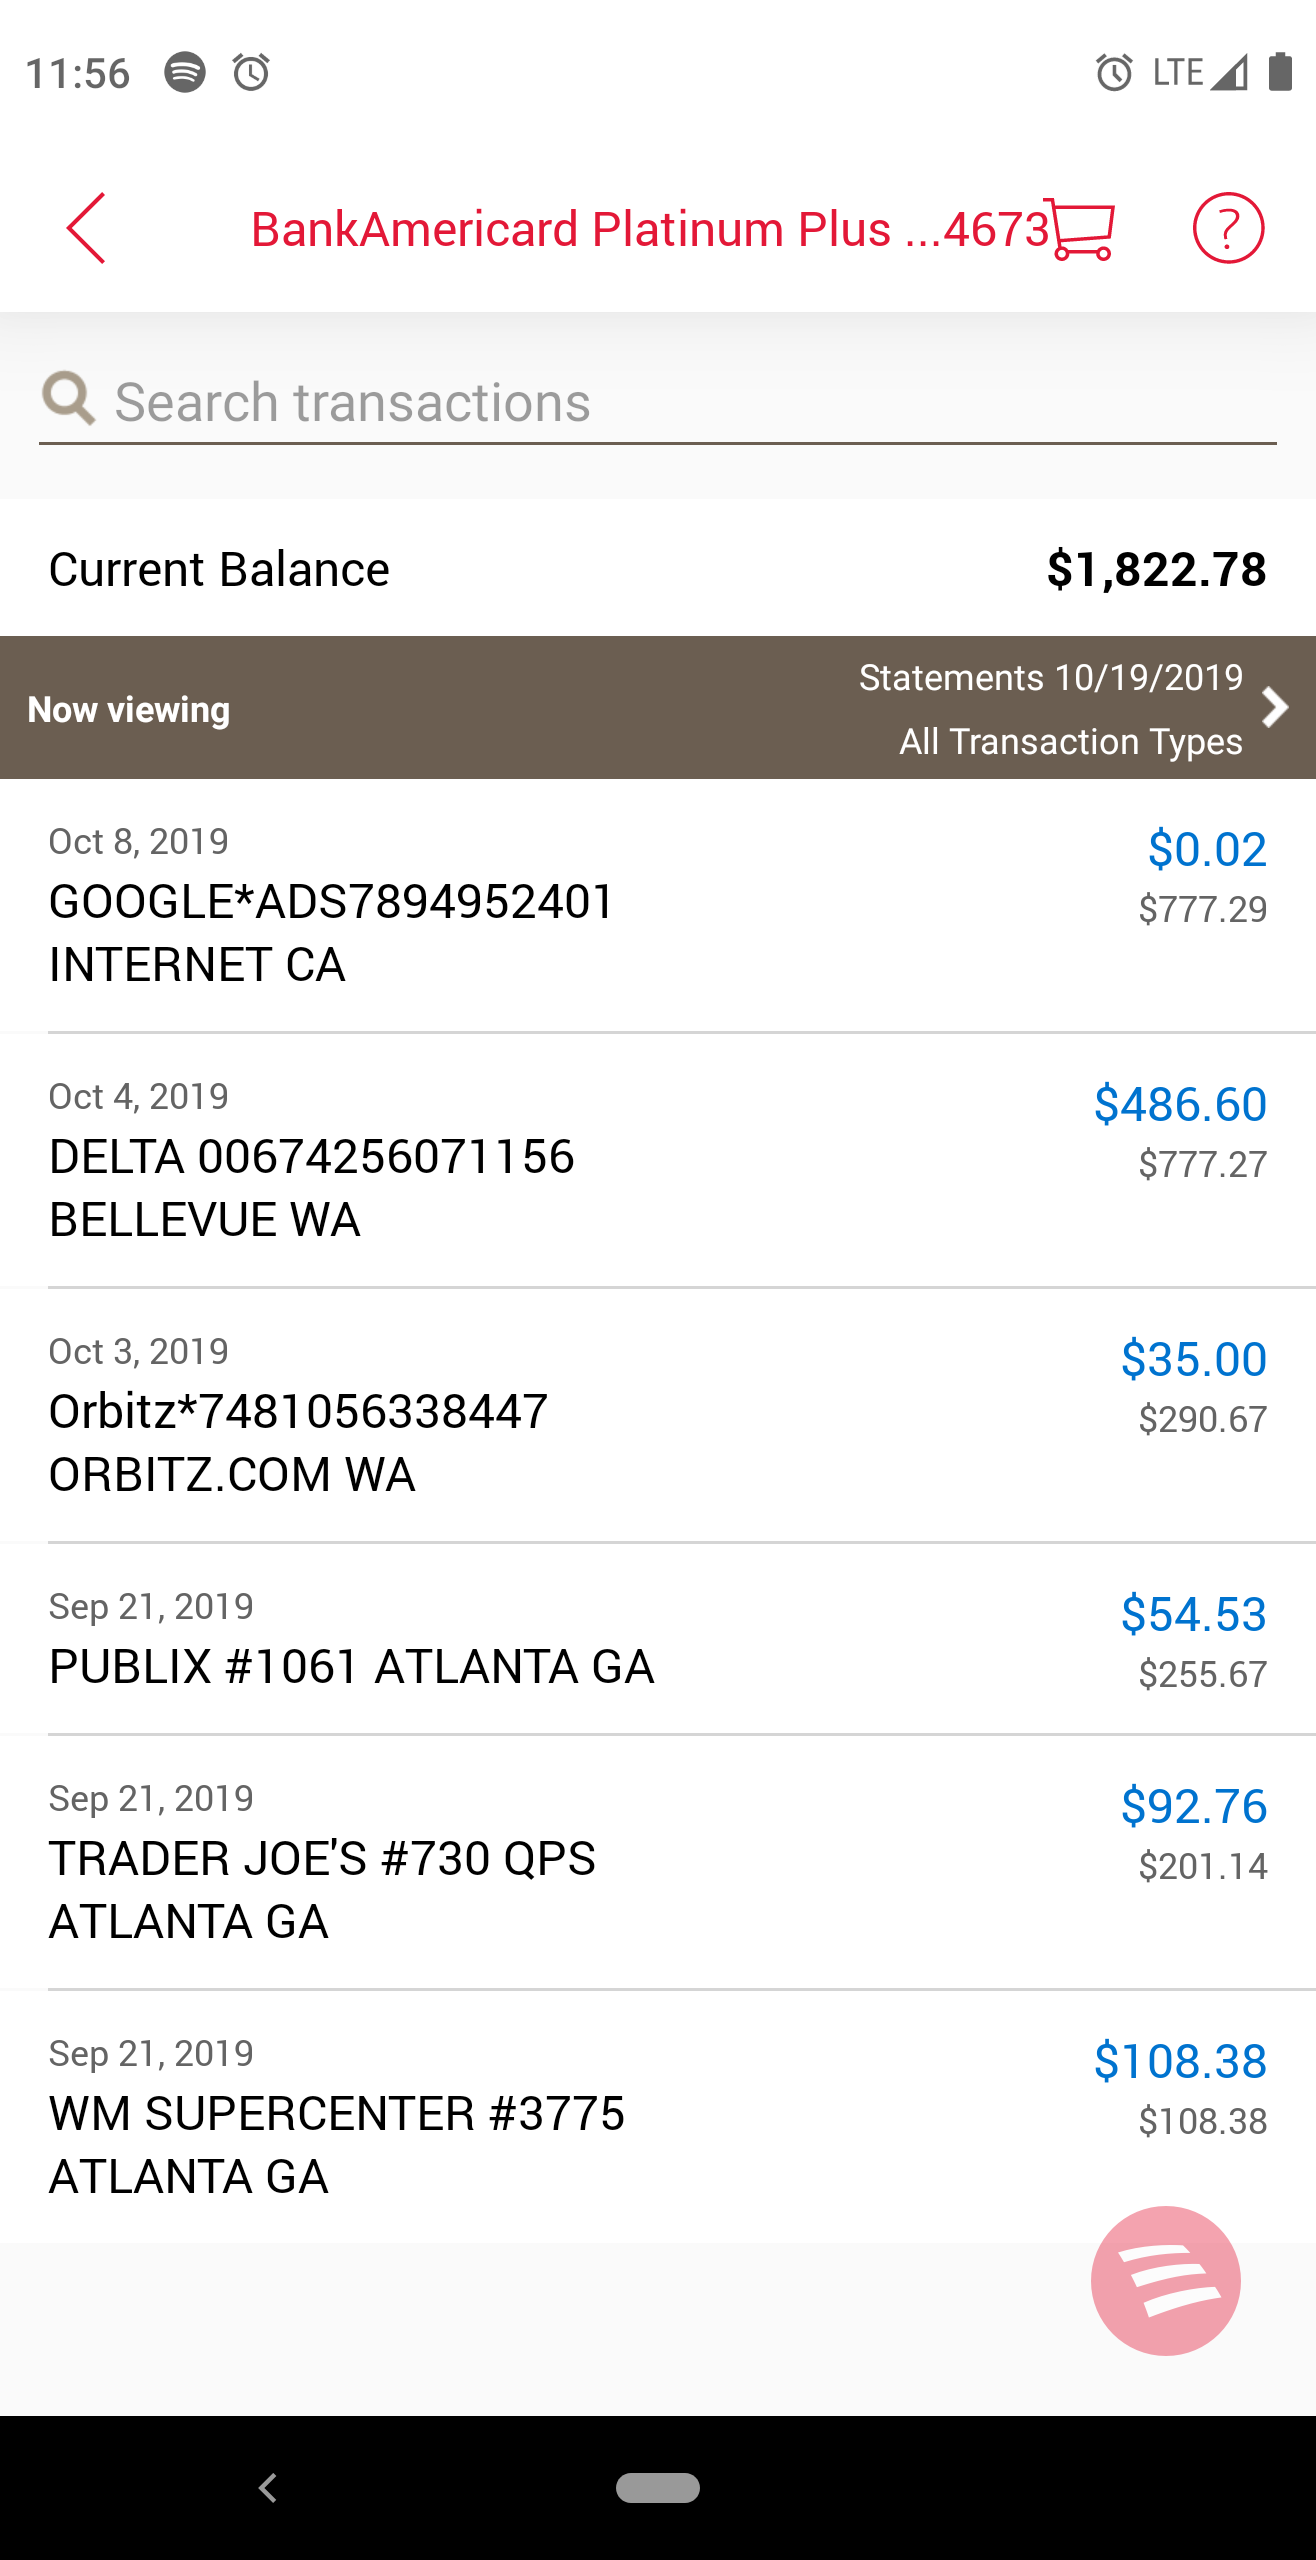 11:56 LTE
BankAmericard Platinum Plus ...4673
?
Search transactions
Current Balance $1,822.78
Now viewing
Statements 10/19/2019
All Transaction Types
Oct 8, 2019
GOOGLE*ADS7894952401
INTERNET CA
$0.02
$777.29
Oct 4, 2019
DELTA 00674256071156
BELLEVUE WA
$486.60
$777.27
Oct 3, 2019
Orbitz*7481056338447
ORBITZ.COM WA
$35.00
$290.67
Sep 21, 2019
PUBLIX #1061 ATLANTA GA
$54.53
$255.67
Sep 21, 2019
TRADER JOE'S #730 QPS
ATLANTA GA
$92.76
$201.14
Sep 21, 2019
WM SUPERCENTER #3775
ATLANTA GA
$108.38
$108.38